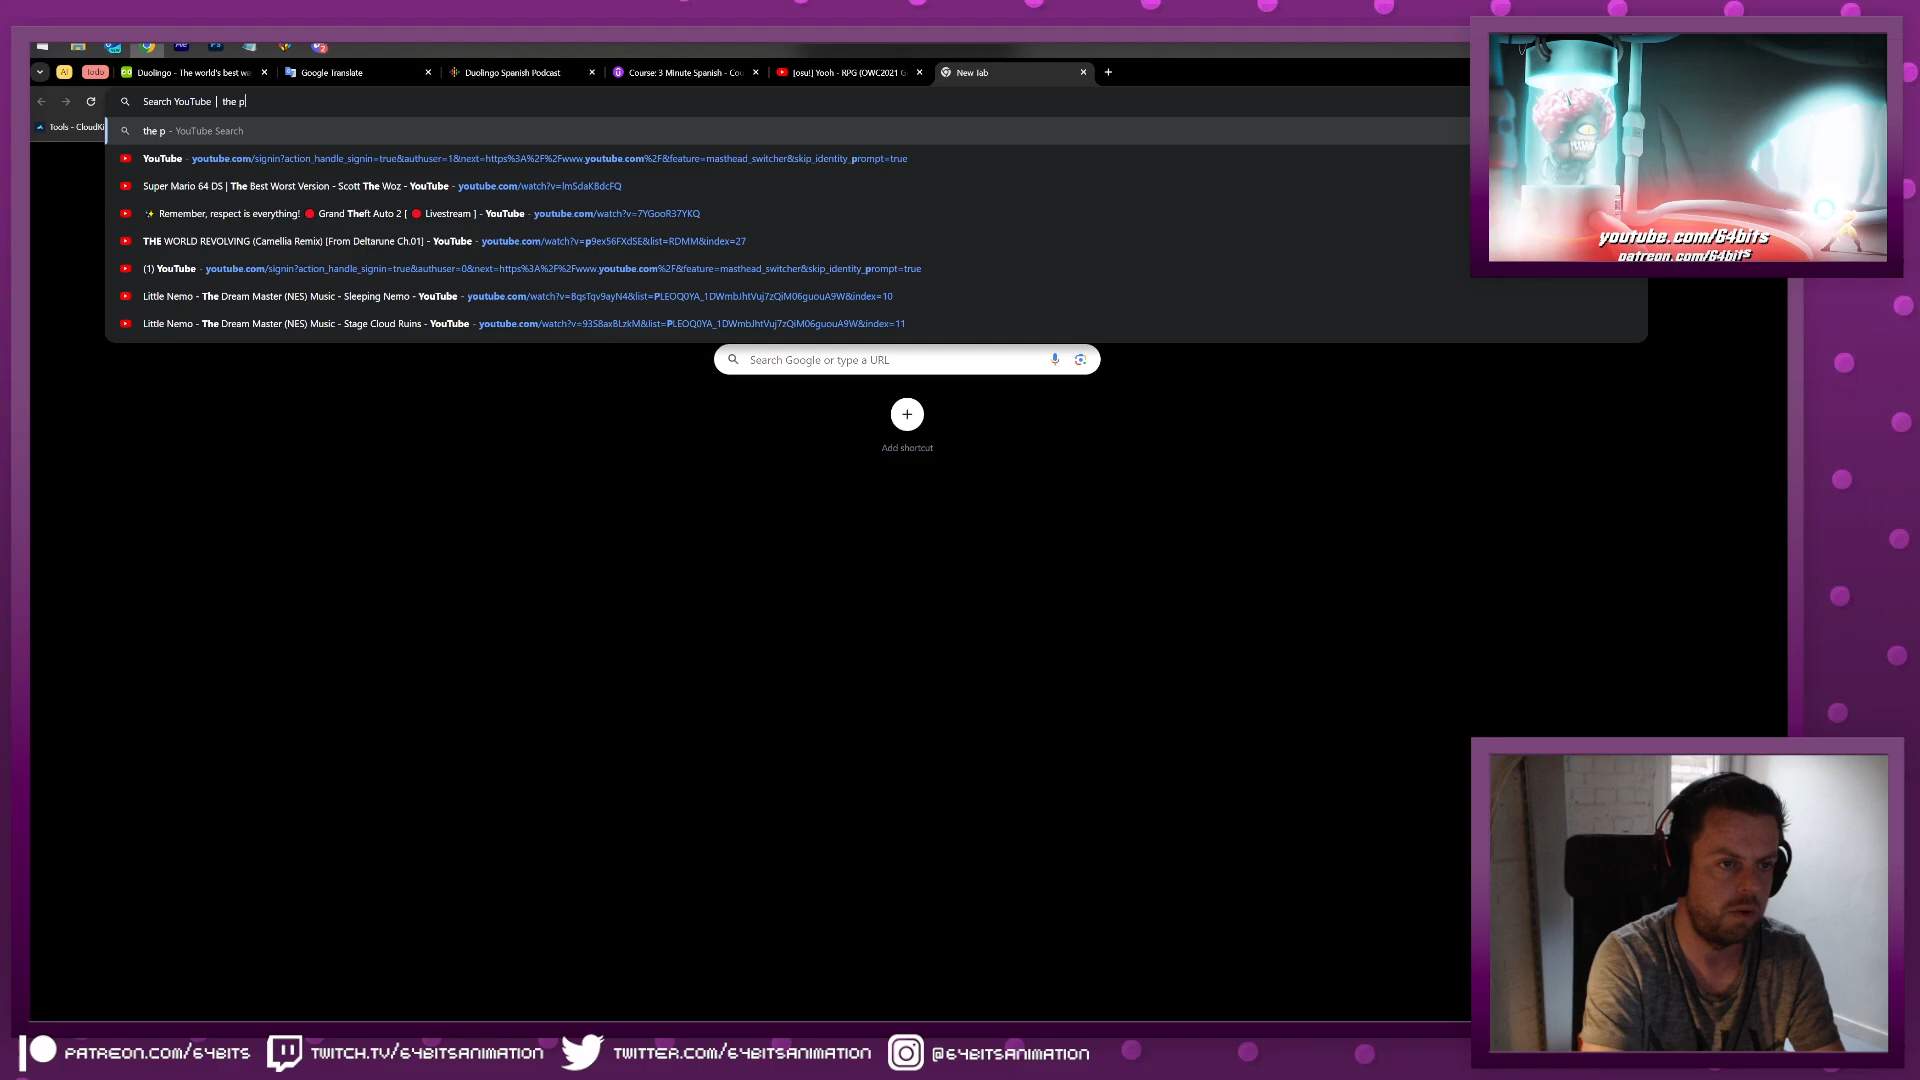 AI
Todo
Duolingo - The world's best wa
Google Translate
Duolingo Spanish Podcast
Course: 3 Minute Spanish - Cou
[osu!] Yooh - RPG (OWC2021 G
New Tab
Search YouTube | the p
Tools - CloudKi
the p - YouTube Search
YouTube - youtube.com/signin?action_handle_signin=true&authuser=1&next=https%3A%2F%2Fwww.youtube.com%2F&feature=masthead_switcher&skip_identity_prompt=true
Super Mario 64 DS | The Best Worst Version - Scott The Woz - YouTube - youtube.com/watch?v=lmSdaKBdcFQ
✨ Remember, respect is everything! 🔴 Grand Theft Auto 2 [ 🔴 Livestream ] - YouTube - youtube.com/watch?v=7YGooR37YKQ
THE WORLD REVOLVING (Camellia Remix) [From Deltarune Ch.01] - YouTube - youtube.com/watch?v=p9ex56FXdSE&list=RDMM&index=27
(1) YouTube - youtube.com/signin?action_handle_signin=true&authuser=0&next=https%3A%2F%2Fwww.youtube.com%2F&feature=masthead_switcher&skip_identity_prompt=true
Little Nemo - The Dream Master (NES) Music - Sleeping Nemo - YouTube - youtube.com/watch?v=BqsTqv9ayN4&list=PLEOQ0YA_1DWmbJhtVuj7zQiM06guouA9W&index=10
Little Nemo - The Dream Master (NES) Music - Stage Cloud Ruins - YouTube - youtube.com/watch?v=93S8axBLzkM&list=PLEOQ0YA_1DWmbJhtVuj7zQiM06guouA9W&index=11
Search Google or type a URL
Add shortcut
youtube.com/64bits
patreon.com/64bits
PATREON.COM/64BITS
TWITCH.TV/64BITSANIMATION
TWITTER.COM/64BITSANIMATION
@64BITSANIMATION